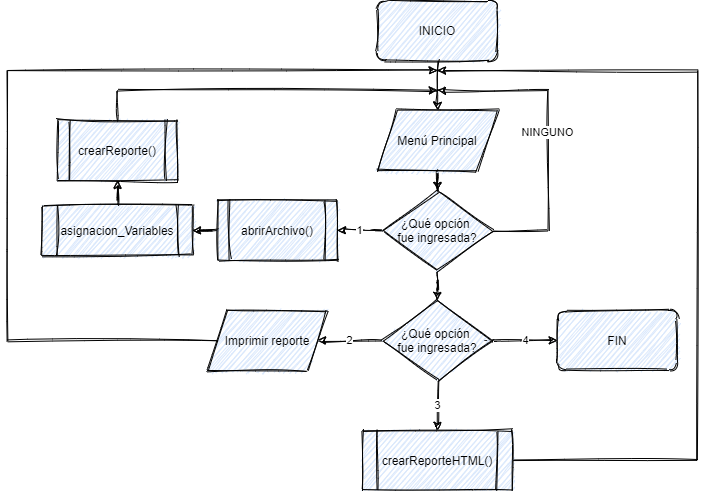 INICIO
Menú Principal
NINGUNO
crearReporte()
¿Qué opción
fue ingresada?
1
abrirArchivo()
asignacion_Variables
¿Qué opción
fue ingresada?
2
Imprimir reporte
4
FIN
3
crearReporteHTML()